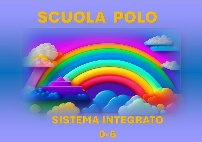 SCUOLA POLO
SISTEMA INTEGRATO
0-6